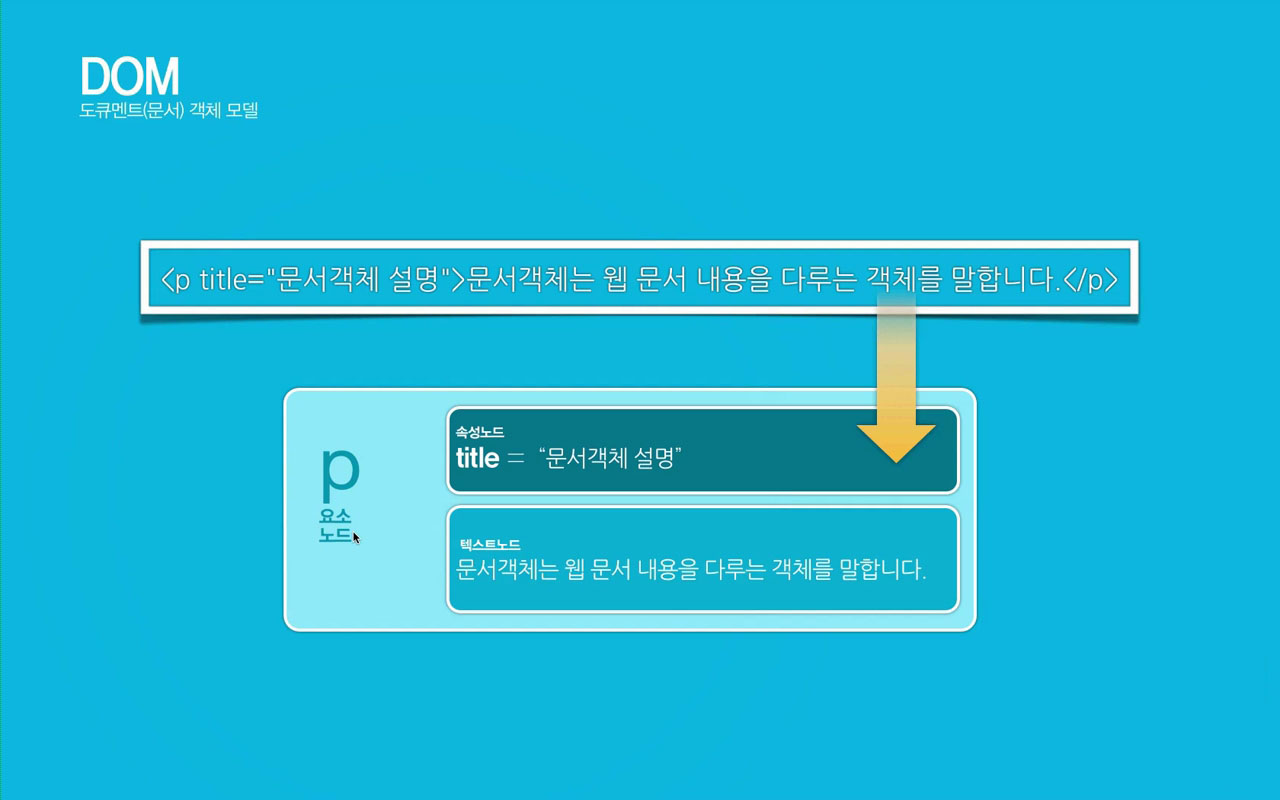 DOM
도큐멘트(문서) 객체 모델
<p title="문서객체 설명">문서객체는 웹 문서 내용을 다루는 객체를 말합니다.</p>
p
요소
노드
속성노드
title = “문서객체 설명”
텍스트노드
문서객체는 웹 문서 내용을 다루는 객체를 말합니다.